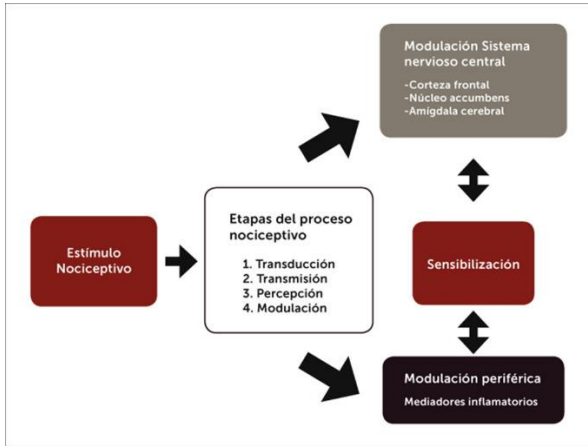 Modulación Sistema
nervioso central
-Corteza frontal
-Núcleo accumbens
-Amígdala cerebral
Estímulo
Nociceptivo
Etapas del proceso
nociceptivo
1. Transducción
2. Transmisión
3. Percepción
4. Modulación
Sensibilización
Modulación periférica
Mediadores inflamatorios